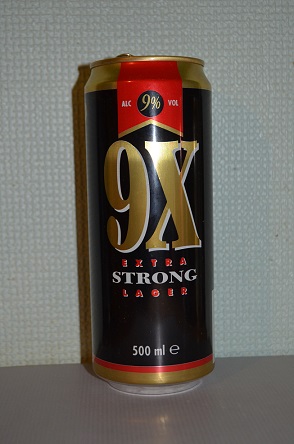 ALC 9% VOL
9X
EXTRA
STRONG
LAGER
500 ml ℮